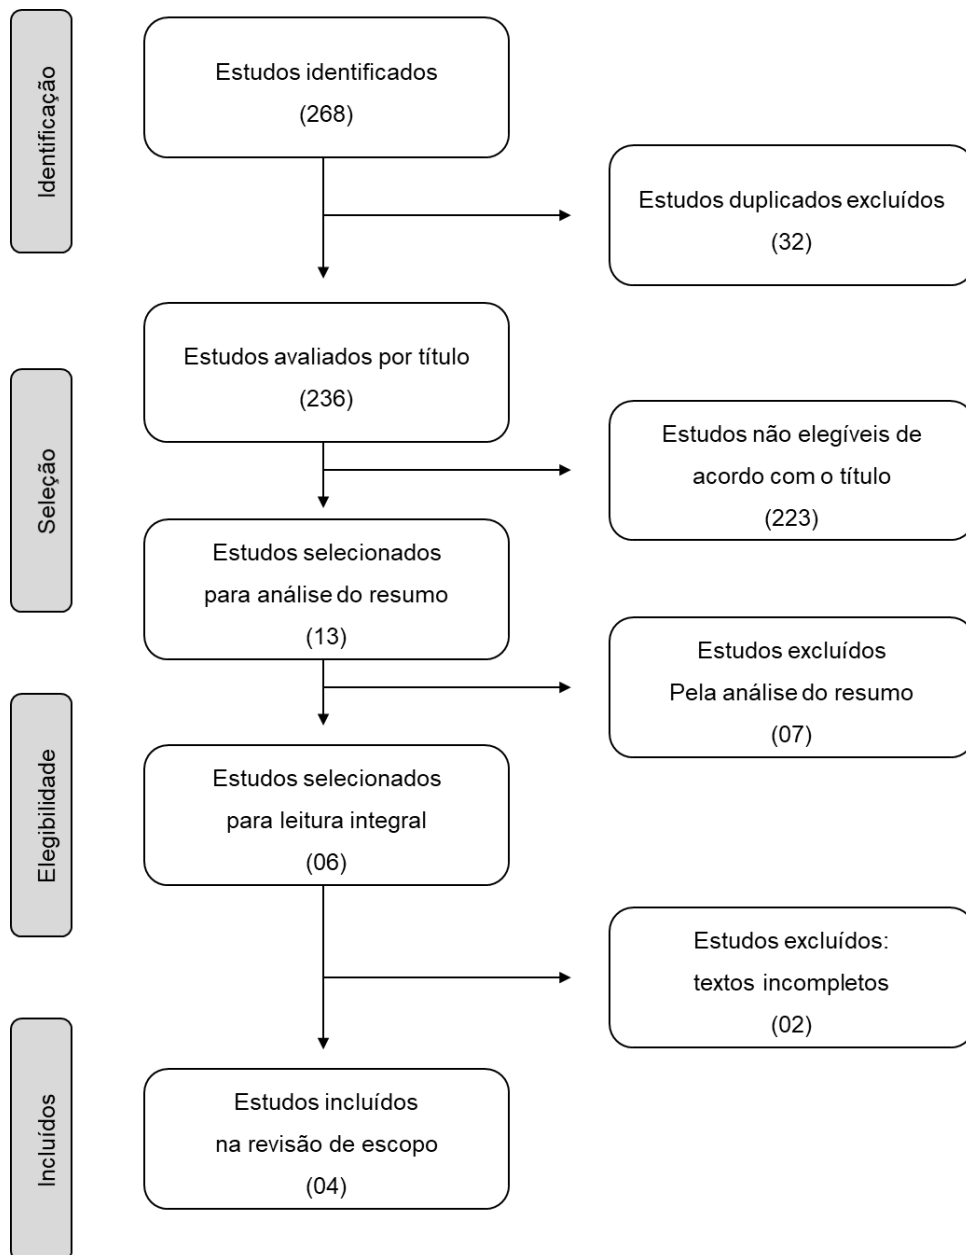 Identificação
Estudos identificados
(268)
Estudos duplicados excluídos
(32)
Seleção
Estudos avaliados por título
(236)
Estudos não elegíveis de
acordo com o título
(223)
Estudos selecionados
para análise do resumo
(13)
Estudos excluídos
Pela análise do resumo
(07)
Elegibilidade
Estudos selecionados
para leitura integral
(06)
Estudos excluídos:
textos incompletos
(02)
Incluídos
Estudos incluídos
na revisão de escopo
(04)